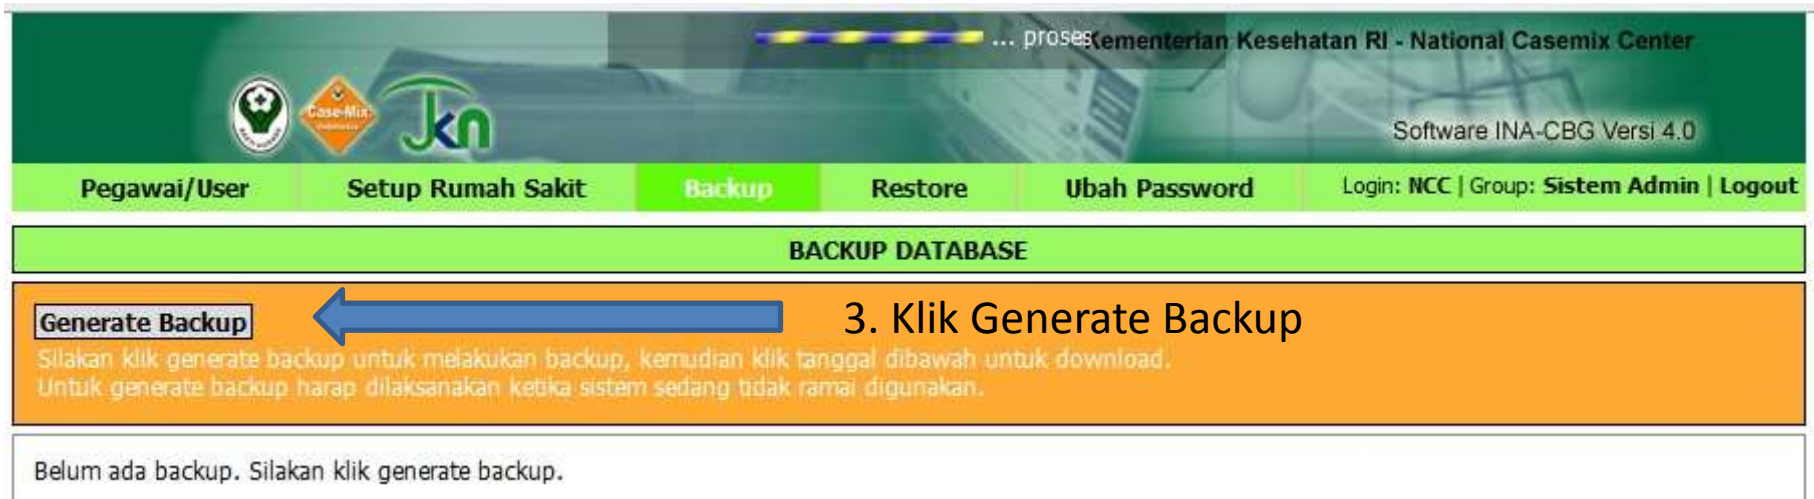 ... proses
Kementerian Kesehatan RI - National Casemix Center
Case-Mix
Jkn
Software INA-CBG Versi 4.0
Pegawai/User Setup Rumah Sakit Backup Restore Ubah Password Login: NCC | Group: Sistem Admin | Logout
BACKUP DATABASE
Generate Backup 3. Klik Generate Backup
Silakan klik generate backup untuk melakukan backup, kemudian klik tanggal dibawah untuk download.
Untuk generate backup harap dilaksanakan ketika sistem sedang tidak ramai digunakan.
Belum ada backup. Silakan klik generate backup.